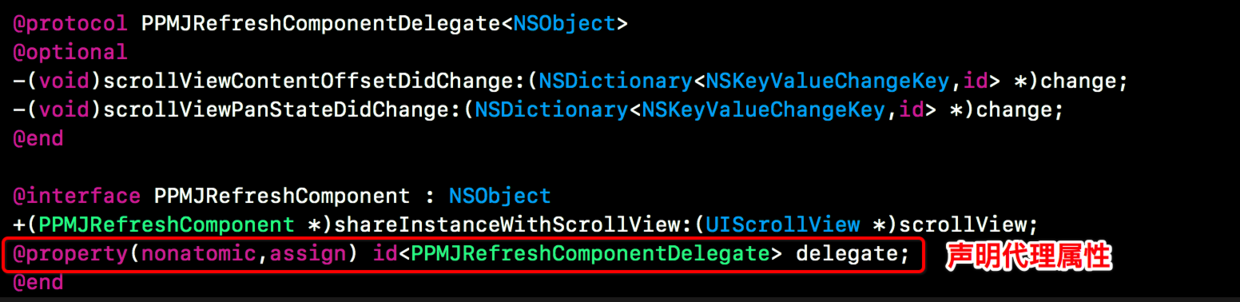 @protocol PPMJRefreshComponentDelegate<NSObject>
@optional
-(void)scrollViewContentOffsetDidChange:(NSDictionary<NSKeyValueChangeKey,id> *)change;
-(void)scrollViewPanStateDidChange:(NSDictionary<NSKeyValueChangeKey,id> *)change;
@end
@interface PPMJRefreshComponent : NSObject
+(PPMJRefreshComponent *)shareInstanceWithScrollView:(UIScrollView *)scrollView;
@property(nonatomic,assign) id<PPMJRefreshComponentDelegate> delegate; 声明代理属性
@end